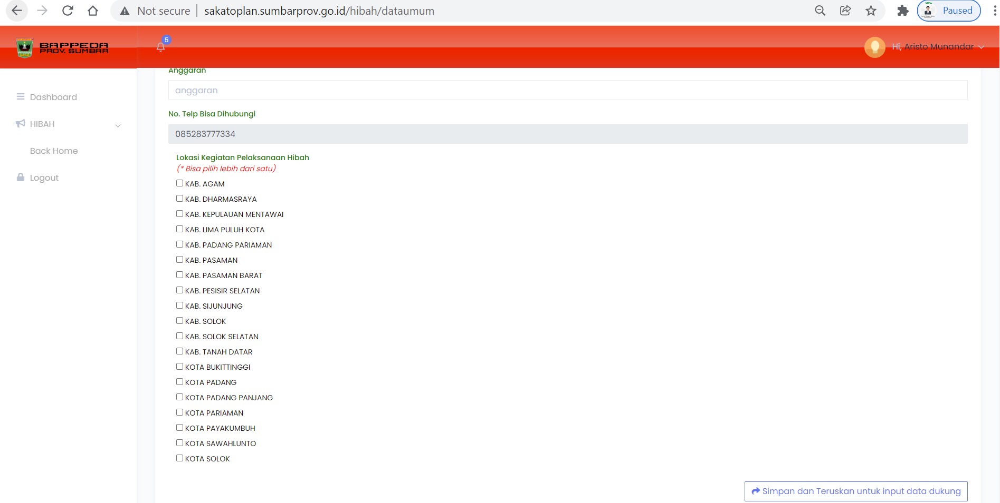 Not secure sakatoplan.sumbarprov.go.id/hibah/dataumum Paused
BAPPEDA
PROV. SUMBAR
5
Hi, Aristo Munandar
Dashboard
HIBAH
Back Home
Logout
Anggaran
anggaran
No. Telp Bisa Dihubungi
085283777334
Lokasi Kegiatan Pelaksanaan Hibah
(* Bisa pilih lebih dari satu)
KAB. AGAM
KAB. DHARMASRAYA
KAB. KEPULAUAN MENTAWAI
KAB. LIMA PULUH KOTA
KAB. PADANG PARIAMAN
KAB. PASAMAN
KAB. PASAMAN BARAT
KAB. PESISIR SELATAN
KAB. SIJUNJUNG
KAB. SOLOK
KAB. SOLOK SELATAN
KAB. TANAH DATAR
KOTA BUKITTINGGI
KOTA PADANG
KOTA PADANG PANJANG
KOTA PARIAMAN
KOTA PAYAKUMBUH
KOTA SAWAHLUNTO
KOTA SOLOK
Simpan dan Teruskan untuk input data dukung